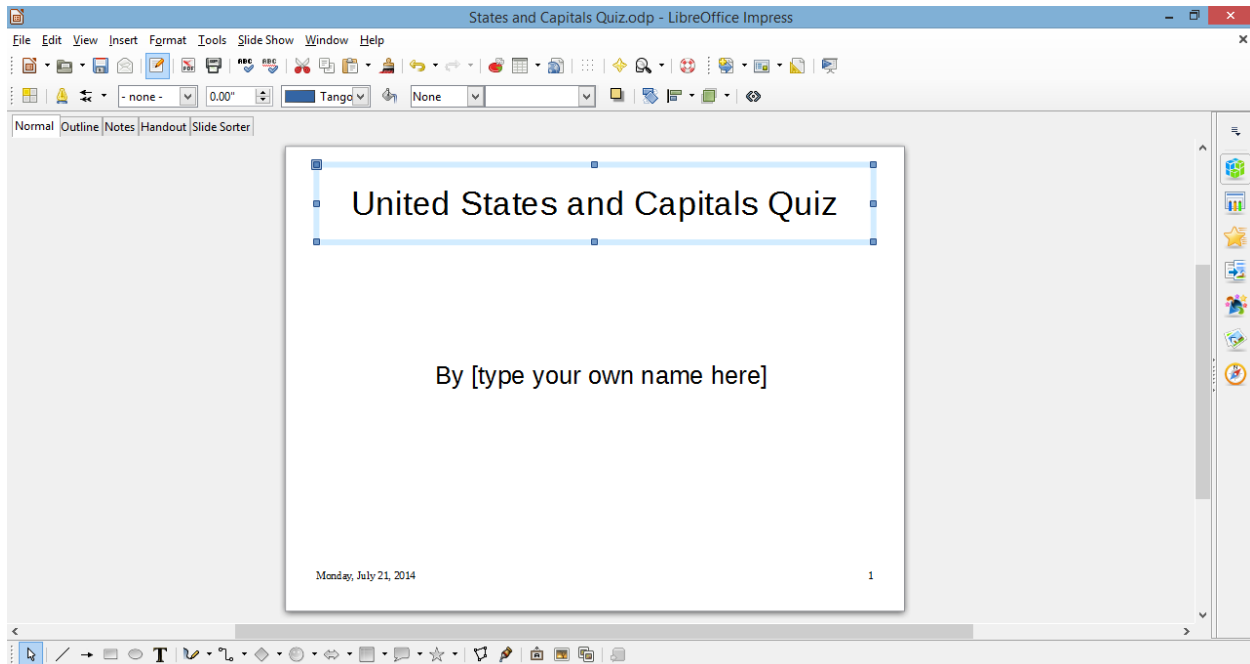 States and Capitals Quiz.odp - LibreOffice Impress
File Edit View Insert Format Tools Slide Show Window Help
- none - 0.00" Tango None
Normal Outline Notes Handout Slide Sorter
United States and Capitals Quiz
By [type your own name here]
Monday, July 21, 2014 1